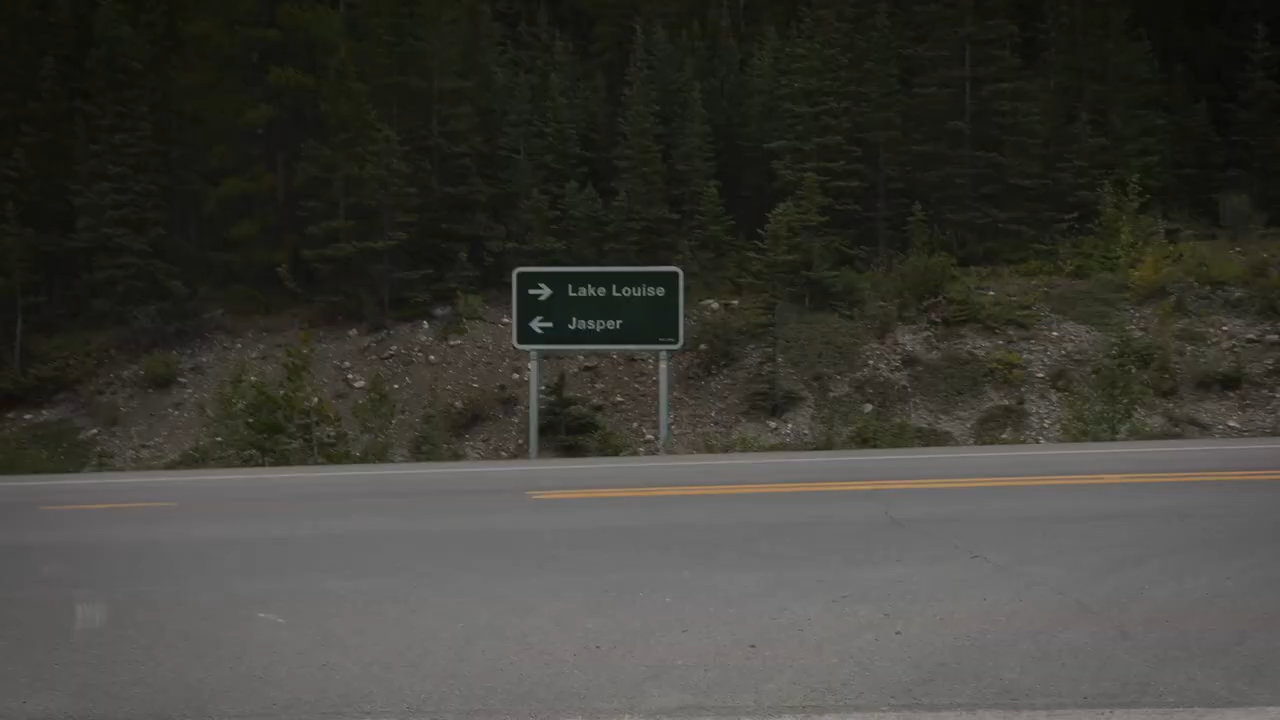 → Lake Louise
← Jasper